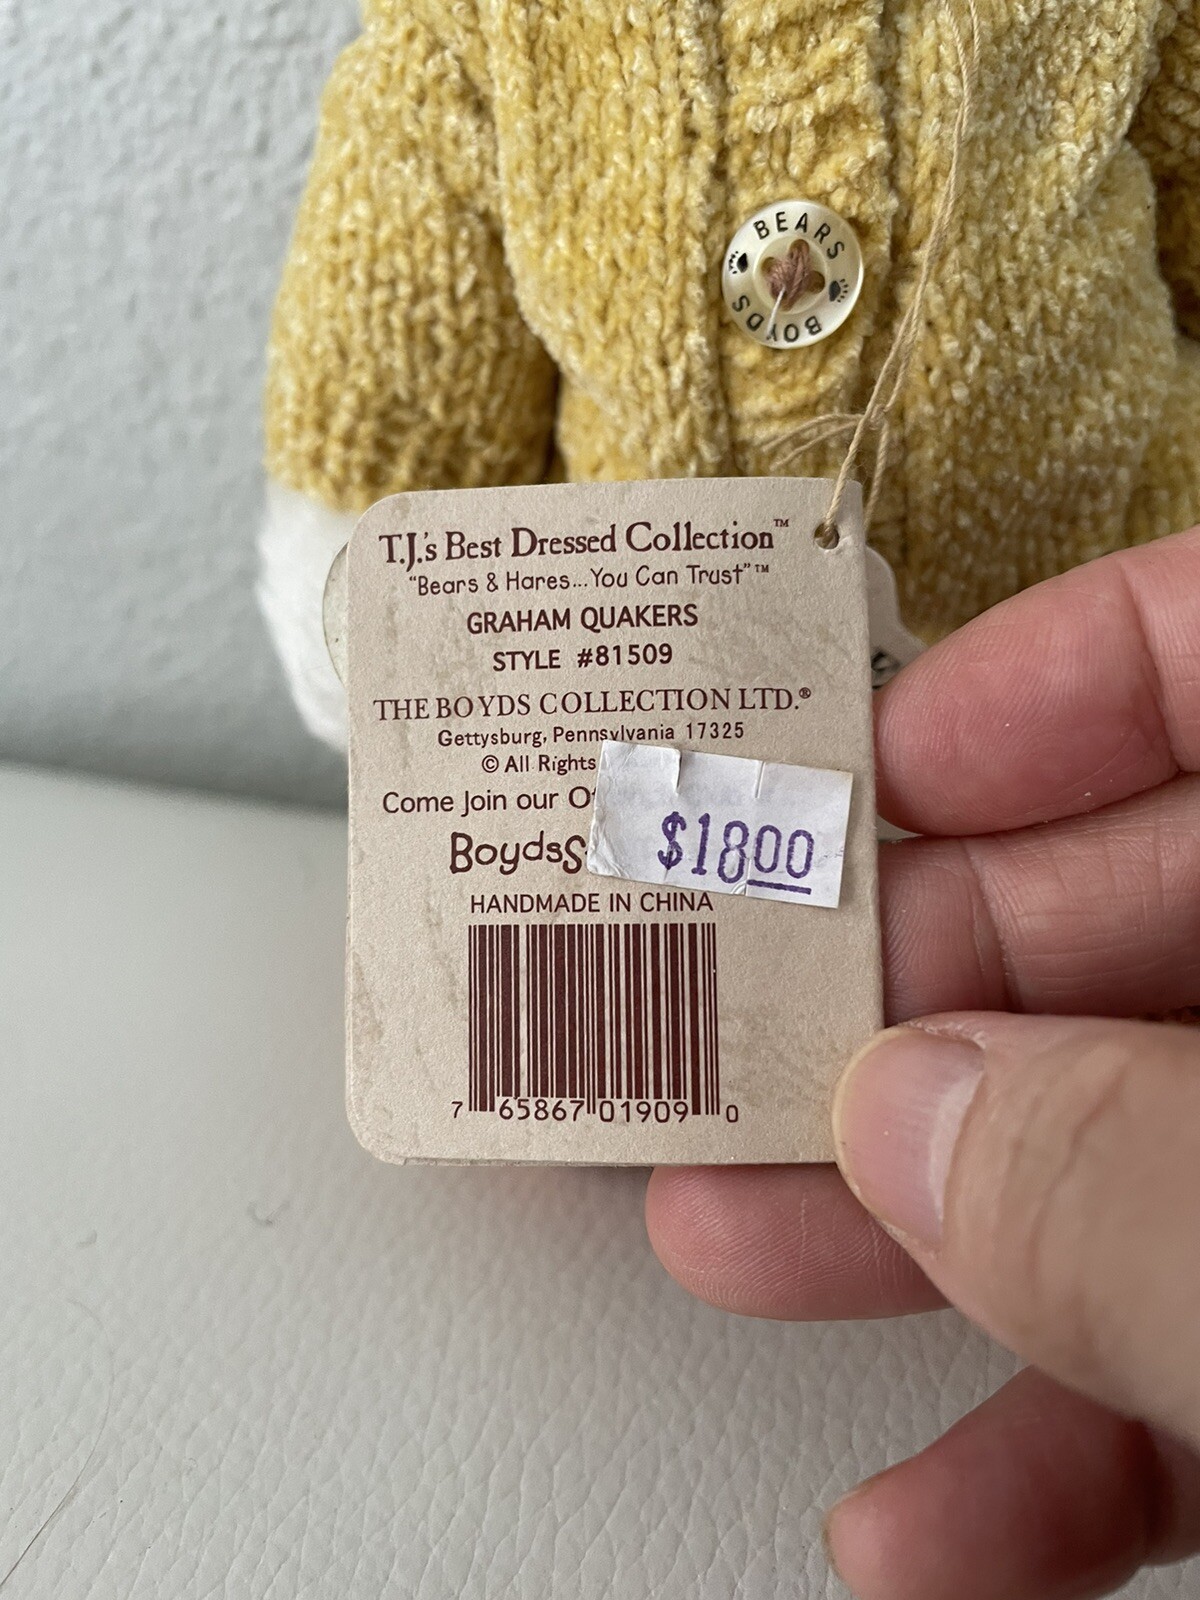 BEARS
BOYDS
T.J.'s Best Dressed Collection™
"Bears & Hares...You Can Trust"™
GRAHAM QUAKERS
STYLE #81509
THE BOYDS COLLECTION LTD.®
Gettysburg, Pennsylvania 17325
© All Rights
Come Join our
$1800
HANDMADE IN CHINA
7 65867 01909 0